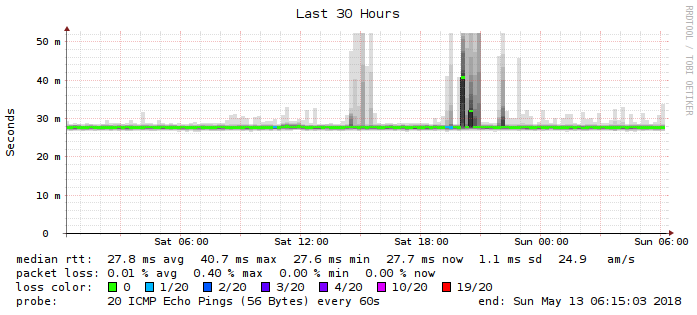 Last 30 Hours
RRDTOOL / TOBI OETIKER
Seconds
50 m
40 m
30 m
20 m
10 m
0
Sat 06:00 Sat 12:00 Sat 18:00 Sun 00:00 Sun 06:00
median rtt: 27.8 ms avg 40.7 ms max 27.6 ms min 27.7 ms now 1.1 ms sd 24.9 am/s
packet loss: 0.01 % avg 0.40 % max 0.00 % min 0.00 % now
loss color: 0 1/20 2/20 3/20 4/20 10/20 19/20
probe: 20 ICMP Echo Pings (56 Bytes) every 60s end: Sun May 13 06:15:03 2018